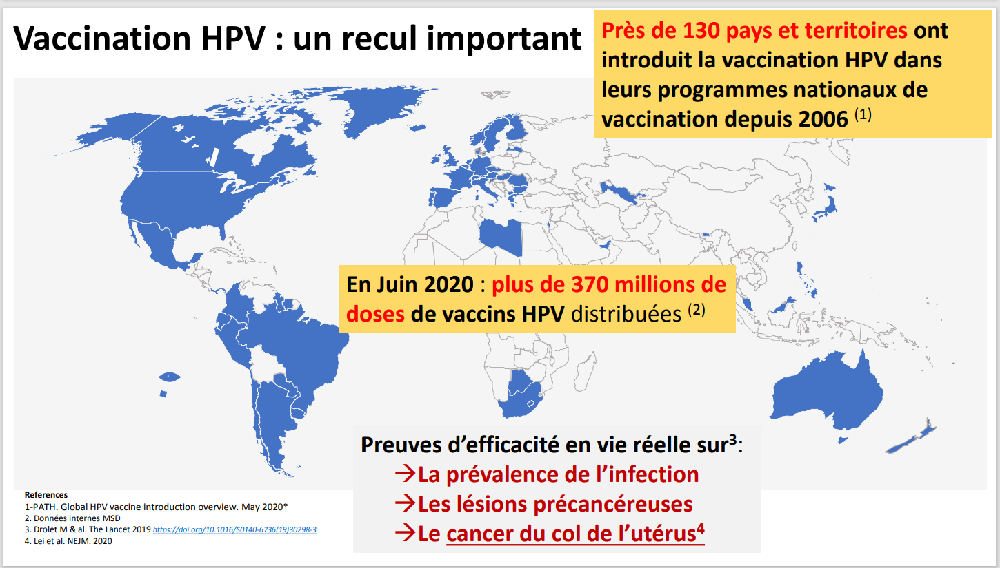 Vaccination HPV : un recul important
Près de 130 pays et territoires ont
introduit la vaccination HPV dans
leurs programmes nationaux de
vaccination depuis 2006 (1)
En Juin 2020 : plus de 370 millions de
doses de vaccins HPV distribuées (2)
Preuves d’efficacité en vie réelle sur³:
→La prévalence de l’infection
→Les lésions précancéreuses
→Le cancer du col de l’utérus⁴
References
1-PATH. Global HPV vaccine introduction overview. May 2020*
2. Données internes MSD
3. Drolet M & al. The Lancet 2019 https://doi.org/10.1016/S0140-6736(19)30298-3
4. Lei et al. NEJM. 2020